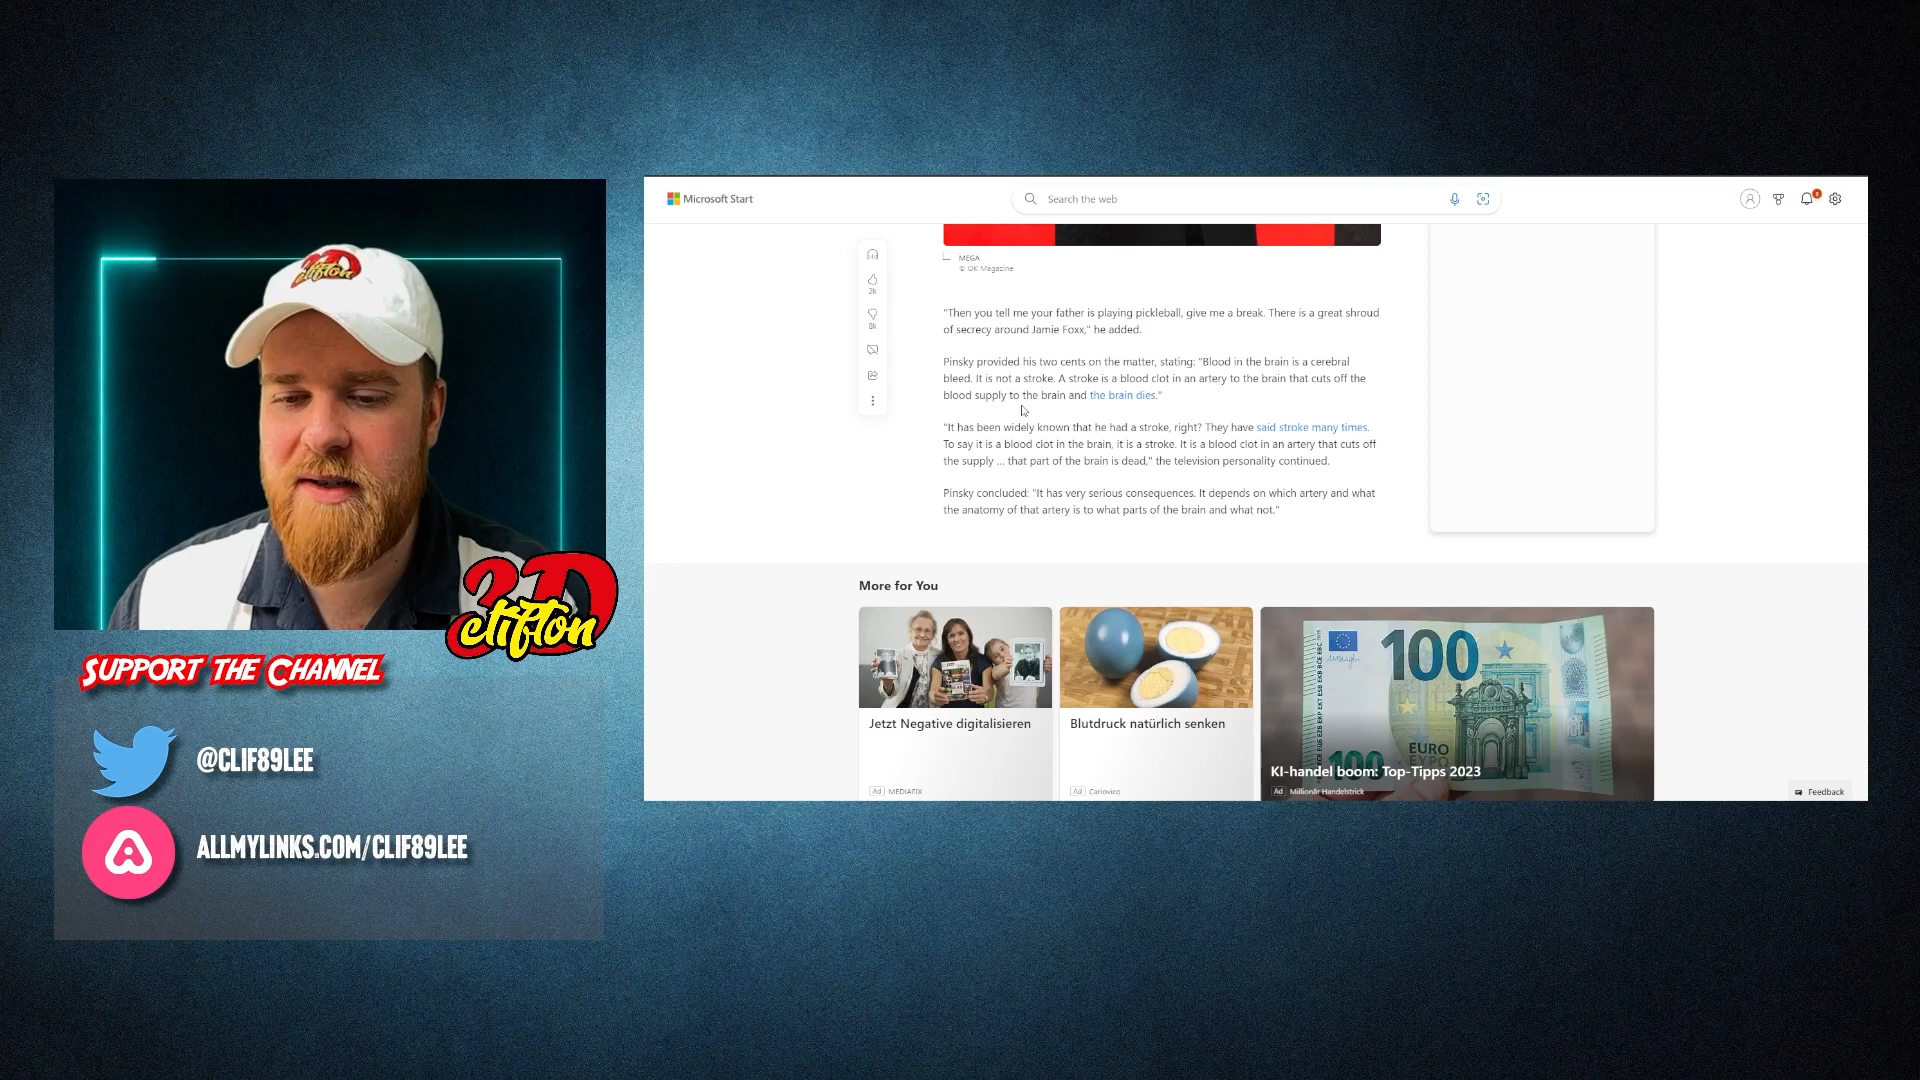 Microsoft Start
Search the web
MEGA
© OK Magazine
2k
8k
"Then you tell me your father is playing pickleball, give me a break. There is a great shroud
of secrecy around Jamie Foxx," he added.
Pinsky provided his two cents on the matter, stating: "Blood in the brain is a cerebral
bleed. It is not a stroke. A stroke is a blood clot in an artery to the brain that cuts off the
blood supply to the brain and the brain dies."
"It has been widely known that he had a stroke, right? They have said stroke many times.
To say it is a blood clot in the brain, it is a stroke. It is a blood clot in an artery that cuts off
the supply ... that part of the brain is dead," the television personality continued.
Pinsky concluded: "It has very serious consequences. It depends on which artery and what
the anatomy of that artery is to what parts of the brain and what not."
More for You
Jetzt Negative digitalisieren
Ad MEDIAFIX
Blutdruck natürlich senken
Ad Cariovico
100
EURO
100
KI-handel boom: Top-Tipps 2023
Ad Millionär Handelstrick
Feedback
3D
clifton
3D
clifton
SUPPORT THE CHANNEL
@CLIF89LEE
ALLMYLINKS.COM/CLIF89LEE